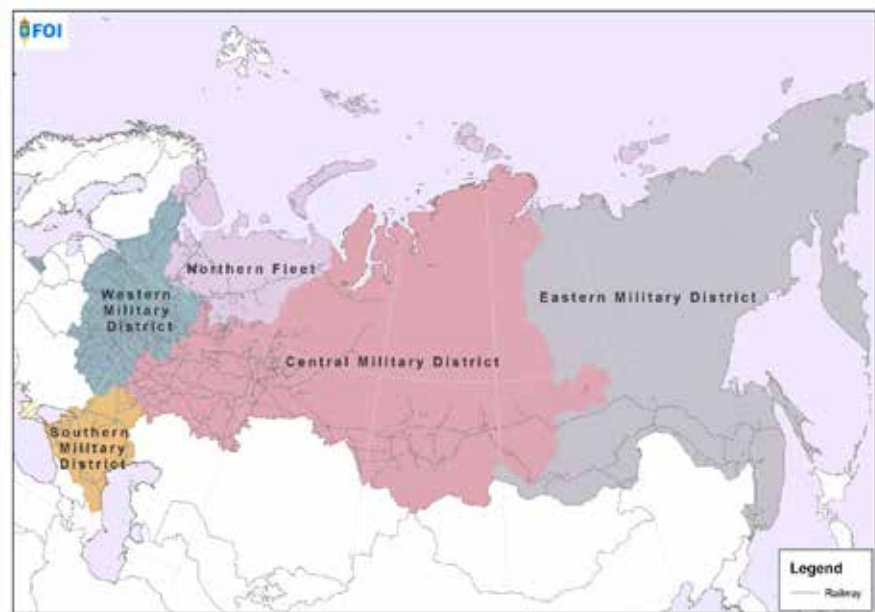 FOI
Northern Fleet
Western
Military
District
Eastern Military District
Central Military District
Southern
Military
District
Legend
Railway